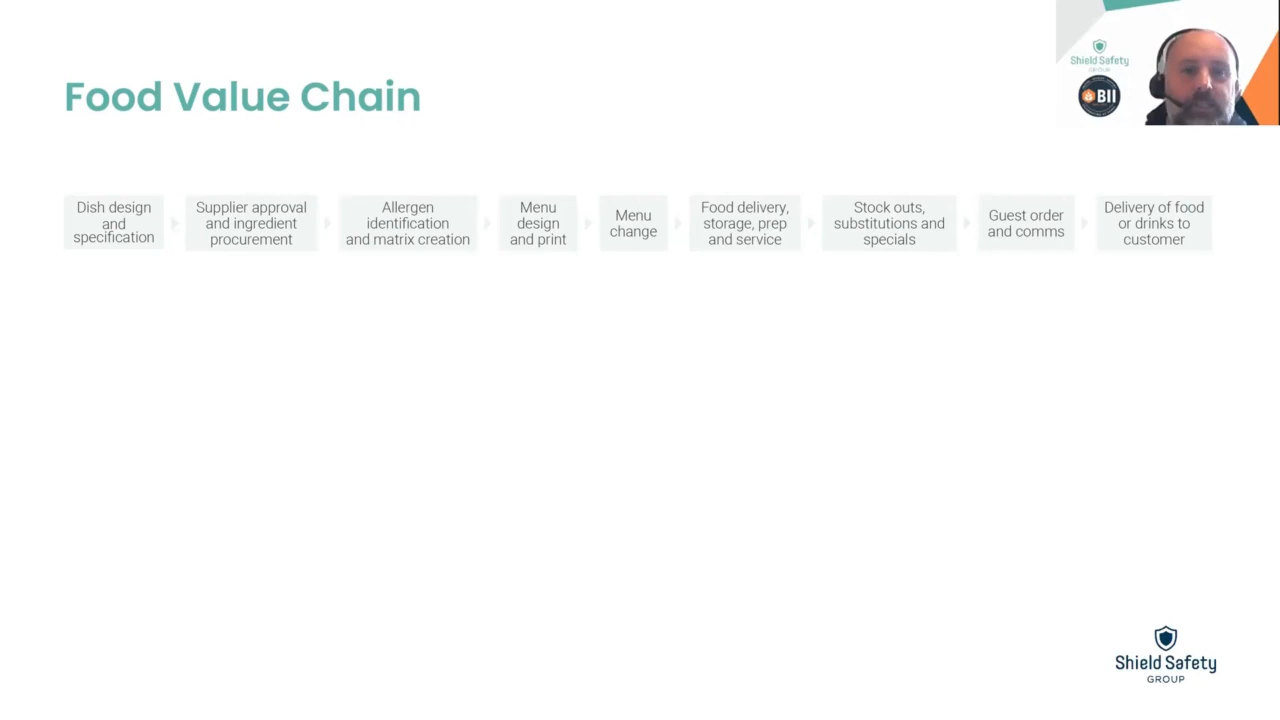 Food Value Chain
Shield Safety
GROUP
BII
Dish design
and
specification
Supplier approval
and ingredient
procurement
Allergen
identification
and matrix creation
Menu
design
and print
Menu
change
Food delivery,
storage, prep
and service
Stock outs,
substitutions and
specials
Guest order
and comms
Delivery of food
or drinks to
customer
Shield Safety
GROUP